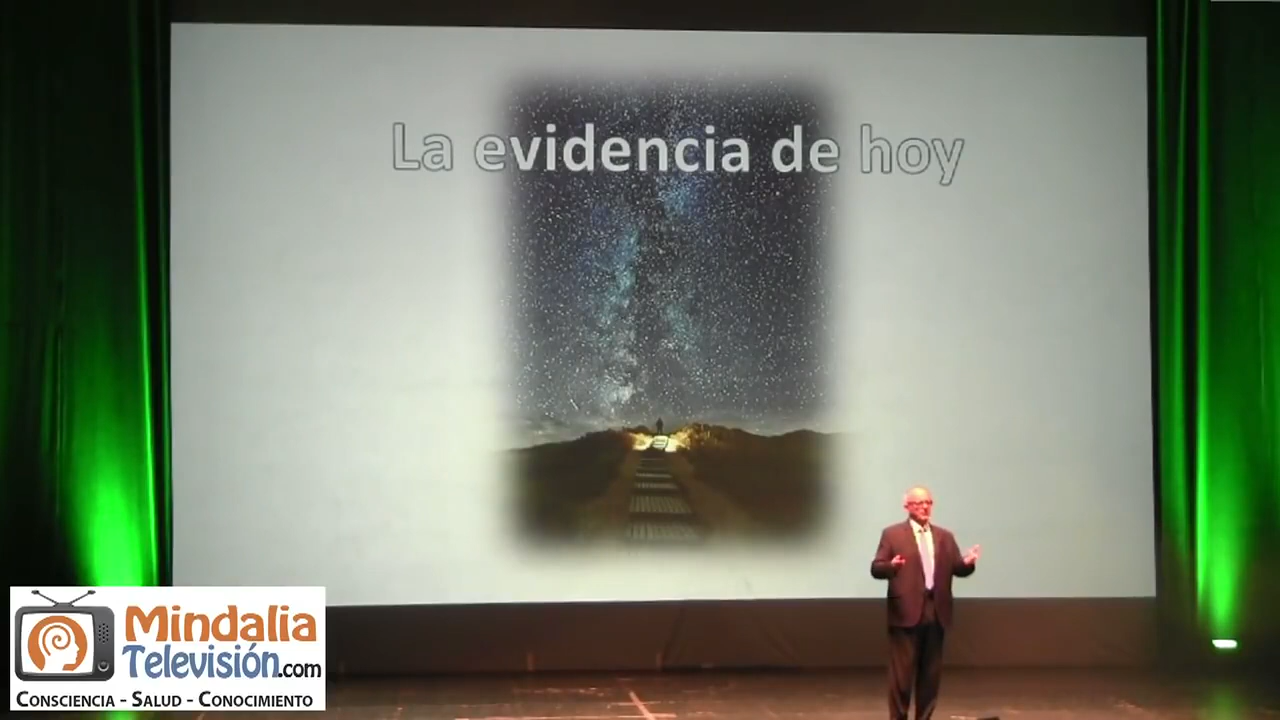 La evidencia de hoy
Mindalia
Televisión.com
CONSCIENCIA - SALUD - CONOCIMIENTO